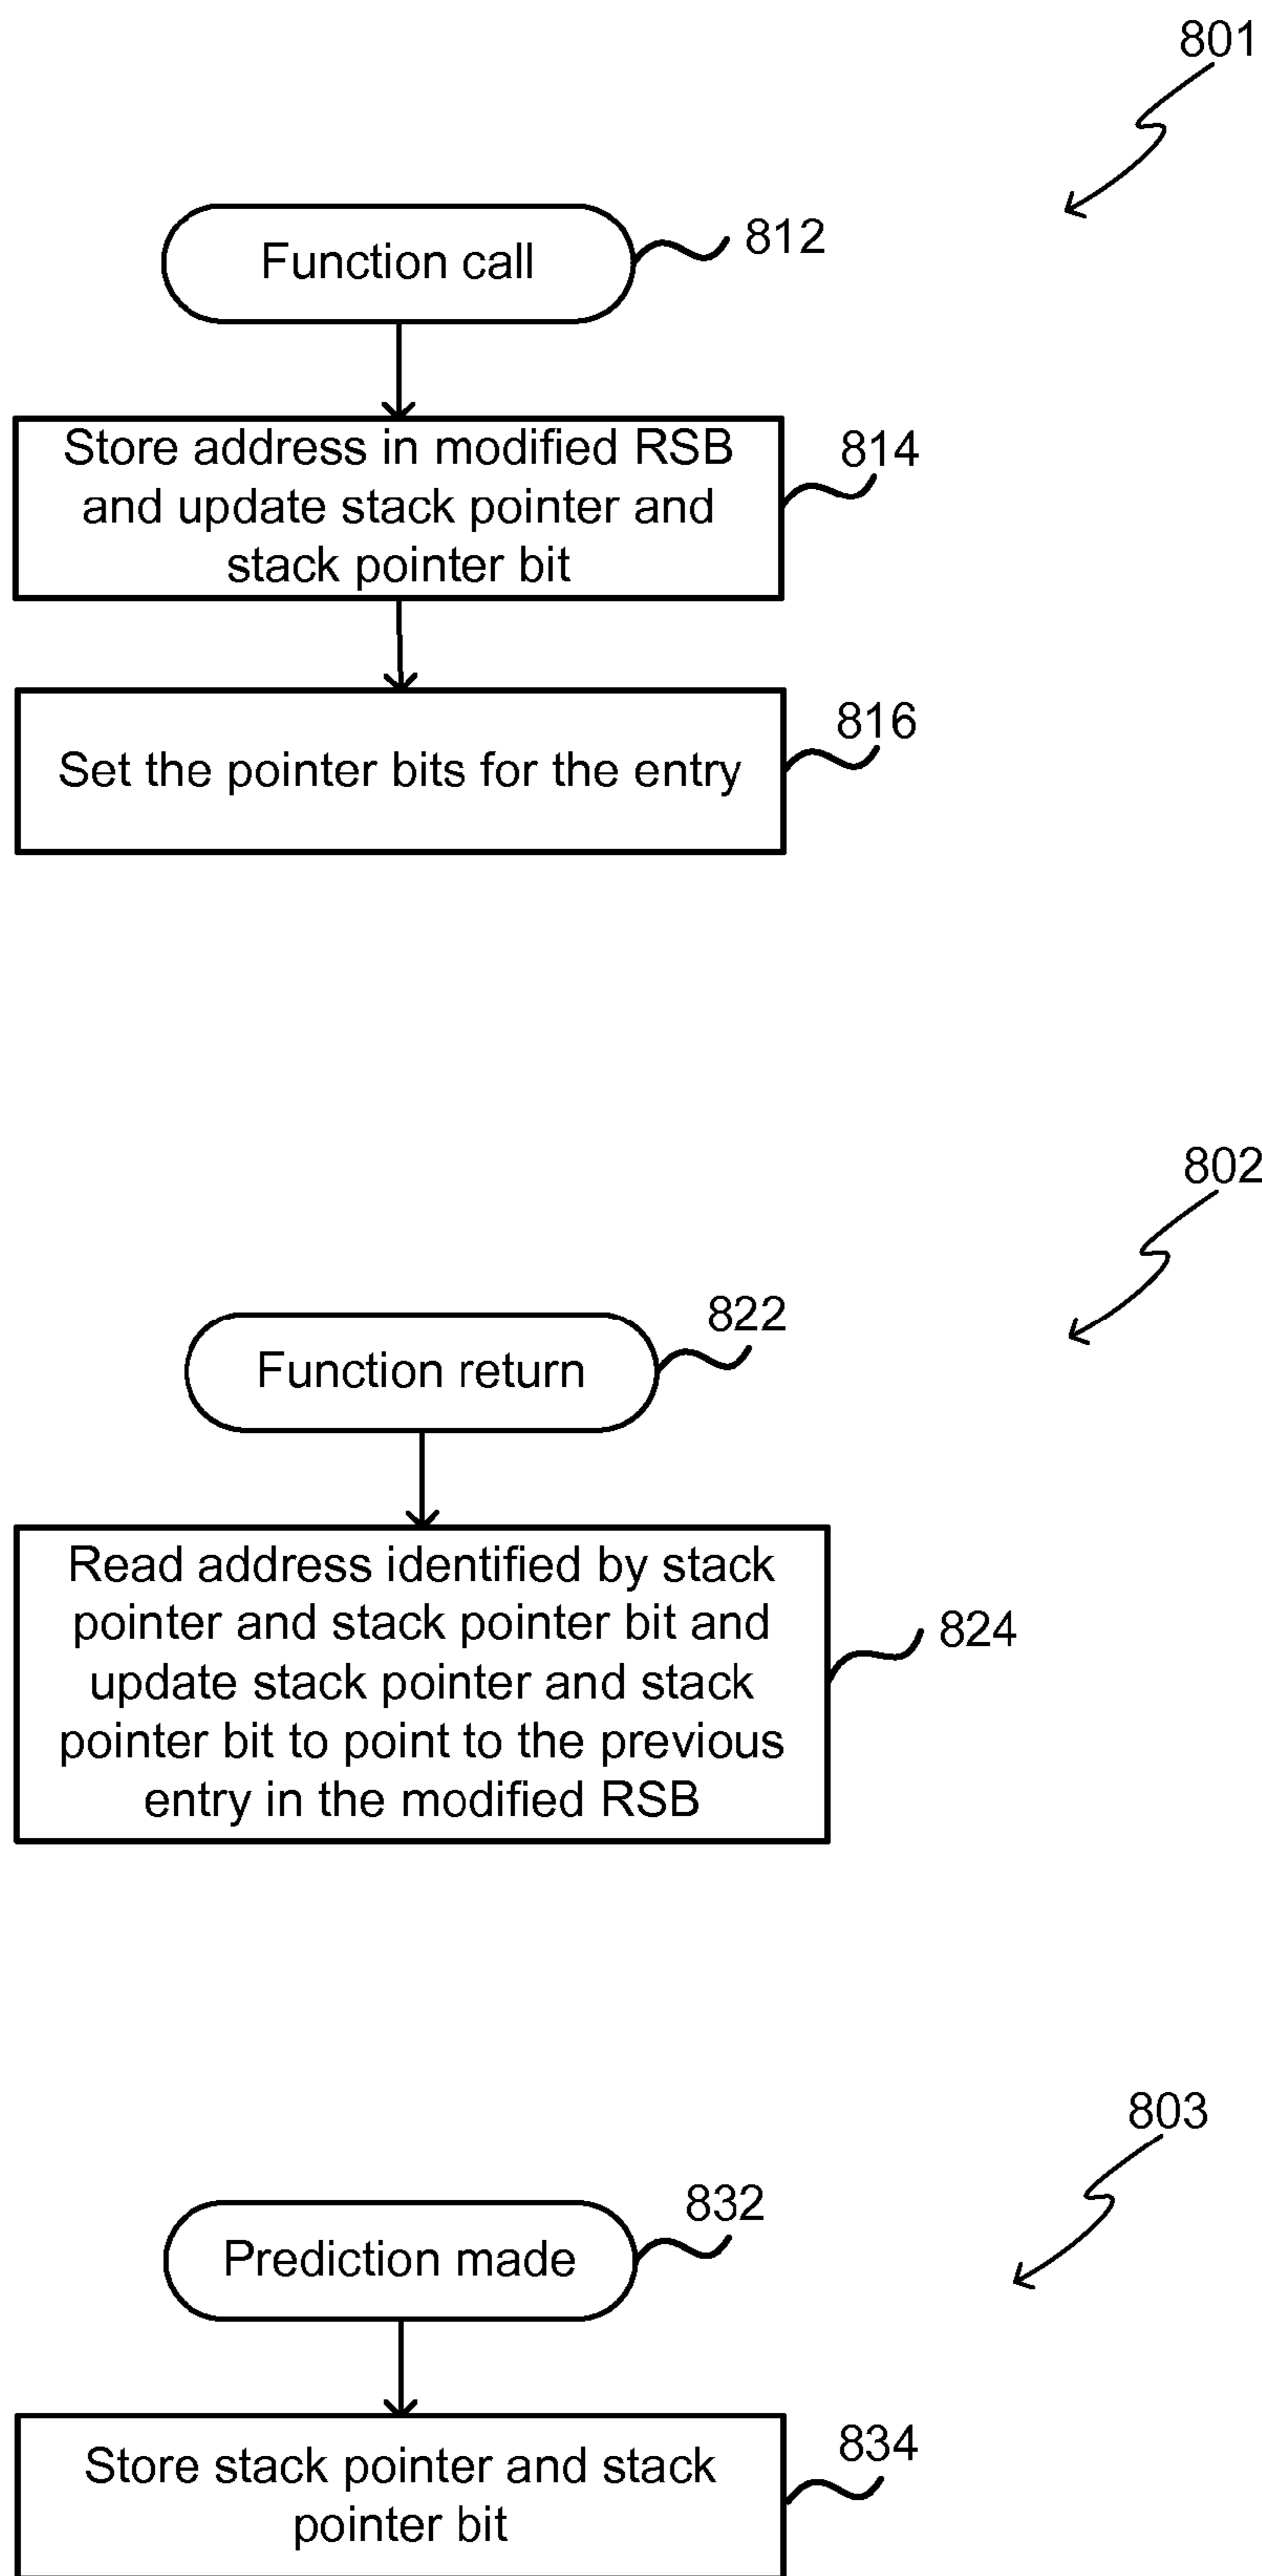 801
Function call
812
Store address in modified RSB
and update stack pointer and
stack pointer bit
814
Set the pointer bits for the entry
816
802
Function return
822
Read address identified by stack
pointer and stack pointer bit and
update stack pointer and stack
pointer bit to point to the previous
entry in the modified RSB
824
803
Prediction made
832
Store stack pointer and stack
pointer bit
834